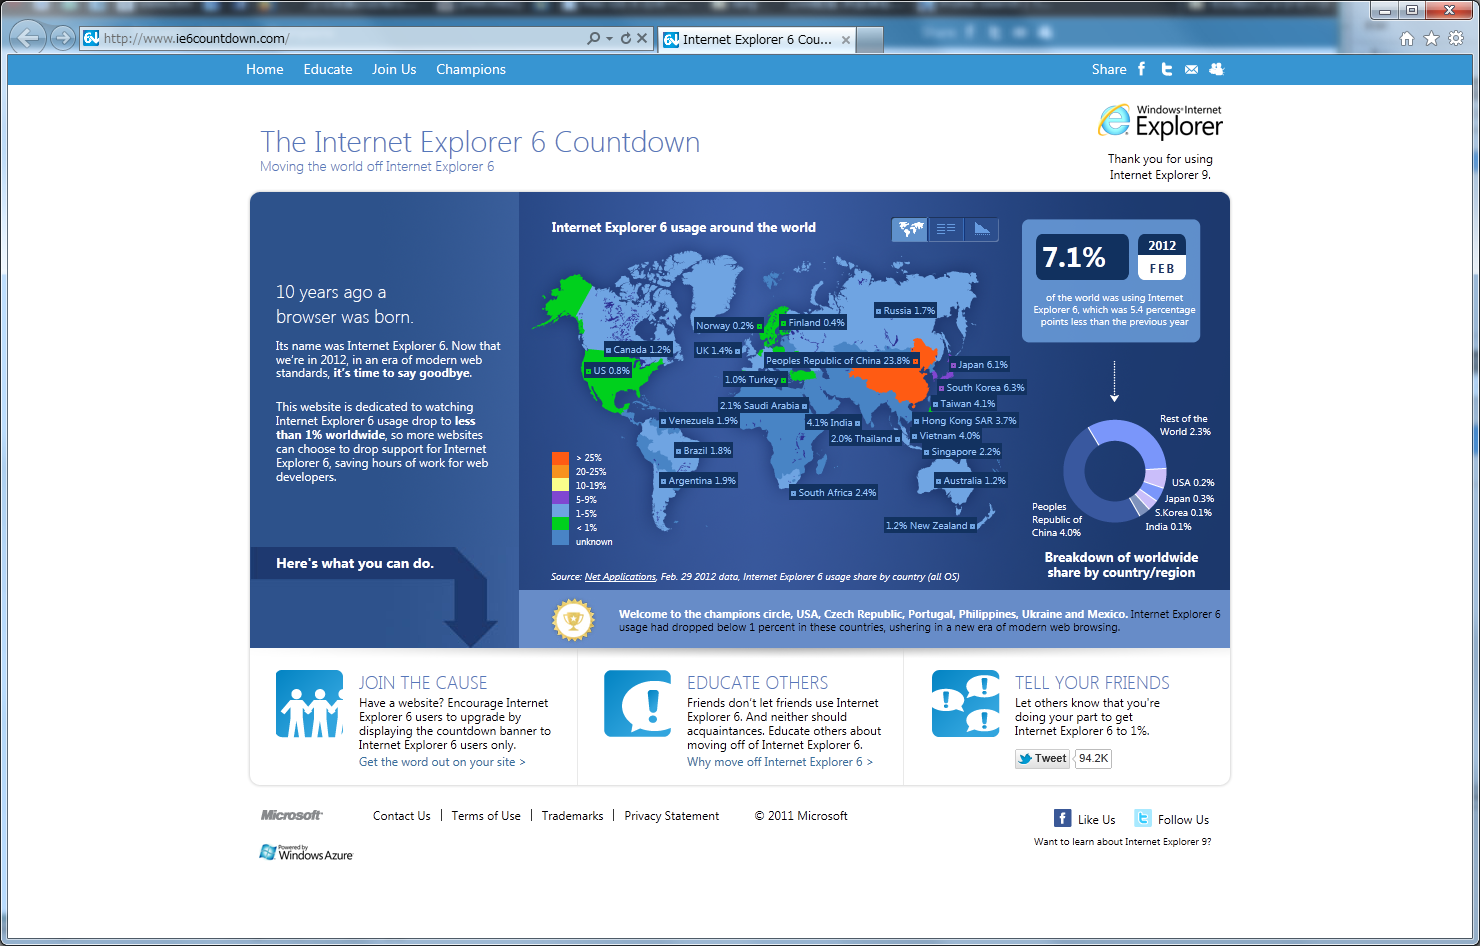 http://www.ie6countdown.com/
Internet Explorer 6 Cou...
Home
Educate
Join Us
Champions
Share
Windows Internet
Explorer
Thank you for using
Internet Explorer 9.
The Internet Explorer 6 Countdown
Moving the world off Internet Explorer 6
10 years ago a
browser was born.
Its name was Internet Explorer 6. Now that
we're in 2012, in an era of modern web
standards, it's time to say goodbye.
This website is dedicated to watching
Internet Explorer 6 usage drop to less
than 1% worldwide, so more websites
can choose to drop support for Internet
Explorer 6, saving hours of work for web
developers.
Here's what you can do.
Internet Explorer 6 usage around the world
Russia 1.7%
Norway 0.2%
Finland 0.4%
Canada 1.2%
UK 1.4%
Peoples Republic of China 23.8%
Japan 6.1%
US 0.8%
1.0% Turkey
South Korea 6.3%
2.1% Saudi Arabia
Taiwan 4.1%
Venezuela 1.9%
4.1% India
Hong Kong SAR 3.7%
2.0% Thailand
Vietnam 4.0%
Brazil 1.8%
Singapore 2.2%
Argentina 1.9%
Australia 1.2%
South Africa 2.4%
1.2% New Zealand
> 25%
20-25%
10-19%
5-9%
1-5%
< 1%
unknown
Source: Net Applications, Feb. 29 2012 data, Internet Explorer 6 usage share by country (all OS)
7.1%
2012
FEB
of the world was using Internet
Explorer 6, which was 5.4 percentage
points less than the previous year
Rest of the
World 2.3%
USA 0.2%
Japan 0.3%
S.Korea 0.1%
India 0.1%
Peoples
Republic of
China 4.0%
Breakdown of worldwide
share by country/region
Welcome to the champions circle, USA, Czech Republic, Portugal, Philippines, Ukraine and Mexico. Internet Explorer 6
usage had dropped below 1 percent in these countries, ushering in a new era of modern web browsing.
JOIN THE CAUSE
Have a website? Encourage Internet
Explorer 6 users to upgrade by
displaying the countdown banner to
Internet Explorer 6 users only.
Get the word out on your site >
EDUCATE OTHERS
Friends don't let friends use Internet
Explorer 6. And neither should
acquaintances. Educate others about
moving off of Internet Explorer 6.
Why move off Internet Explorer 6 >
TELL YOUR FRIENDS
Let others know that you're
doing your part to get
Internet Explorer 6 to 1%.
Tweet
94.2K
Microsoft
Contact Us | Terms of Use | Trademarks | Privacy Statement
© 2011 Microsoft
Like Us
Follow Us
Powered by
Windows Azure
Want to learn about Internet Explorer 9?